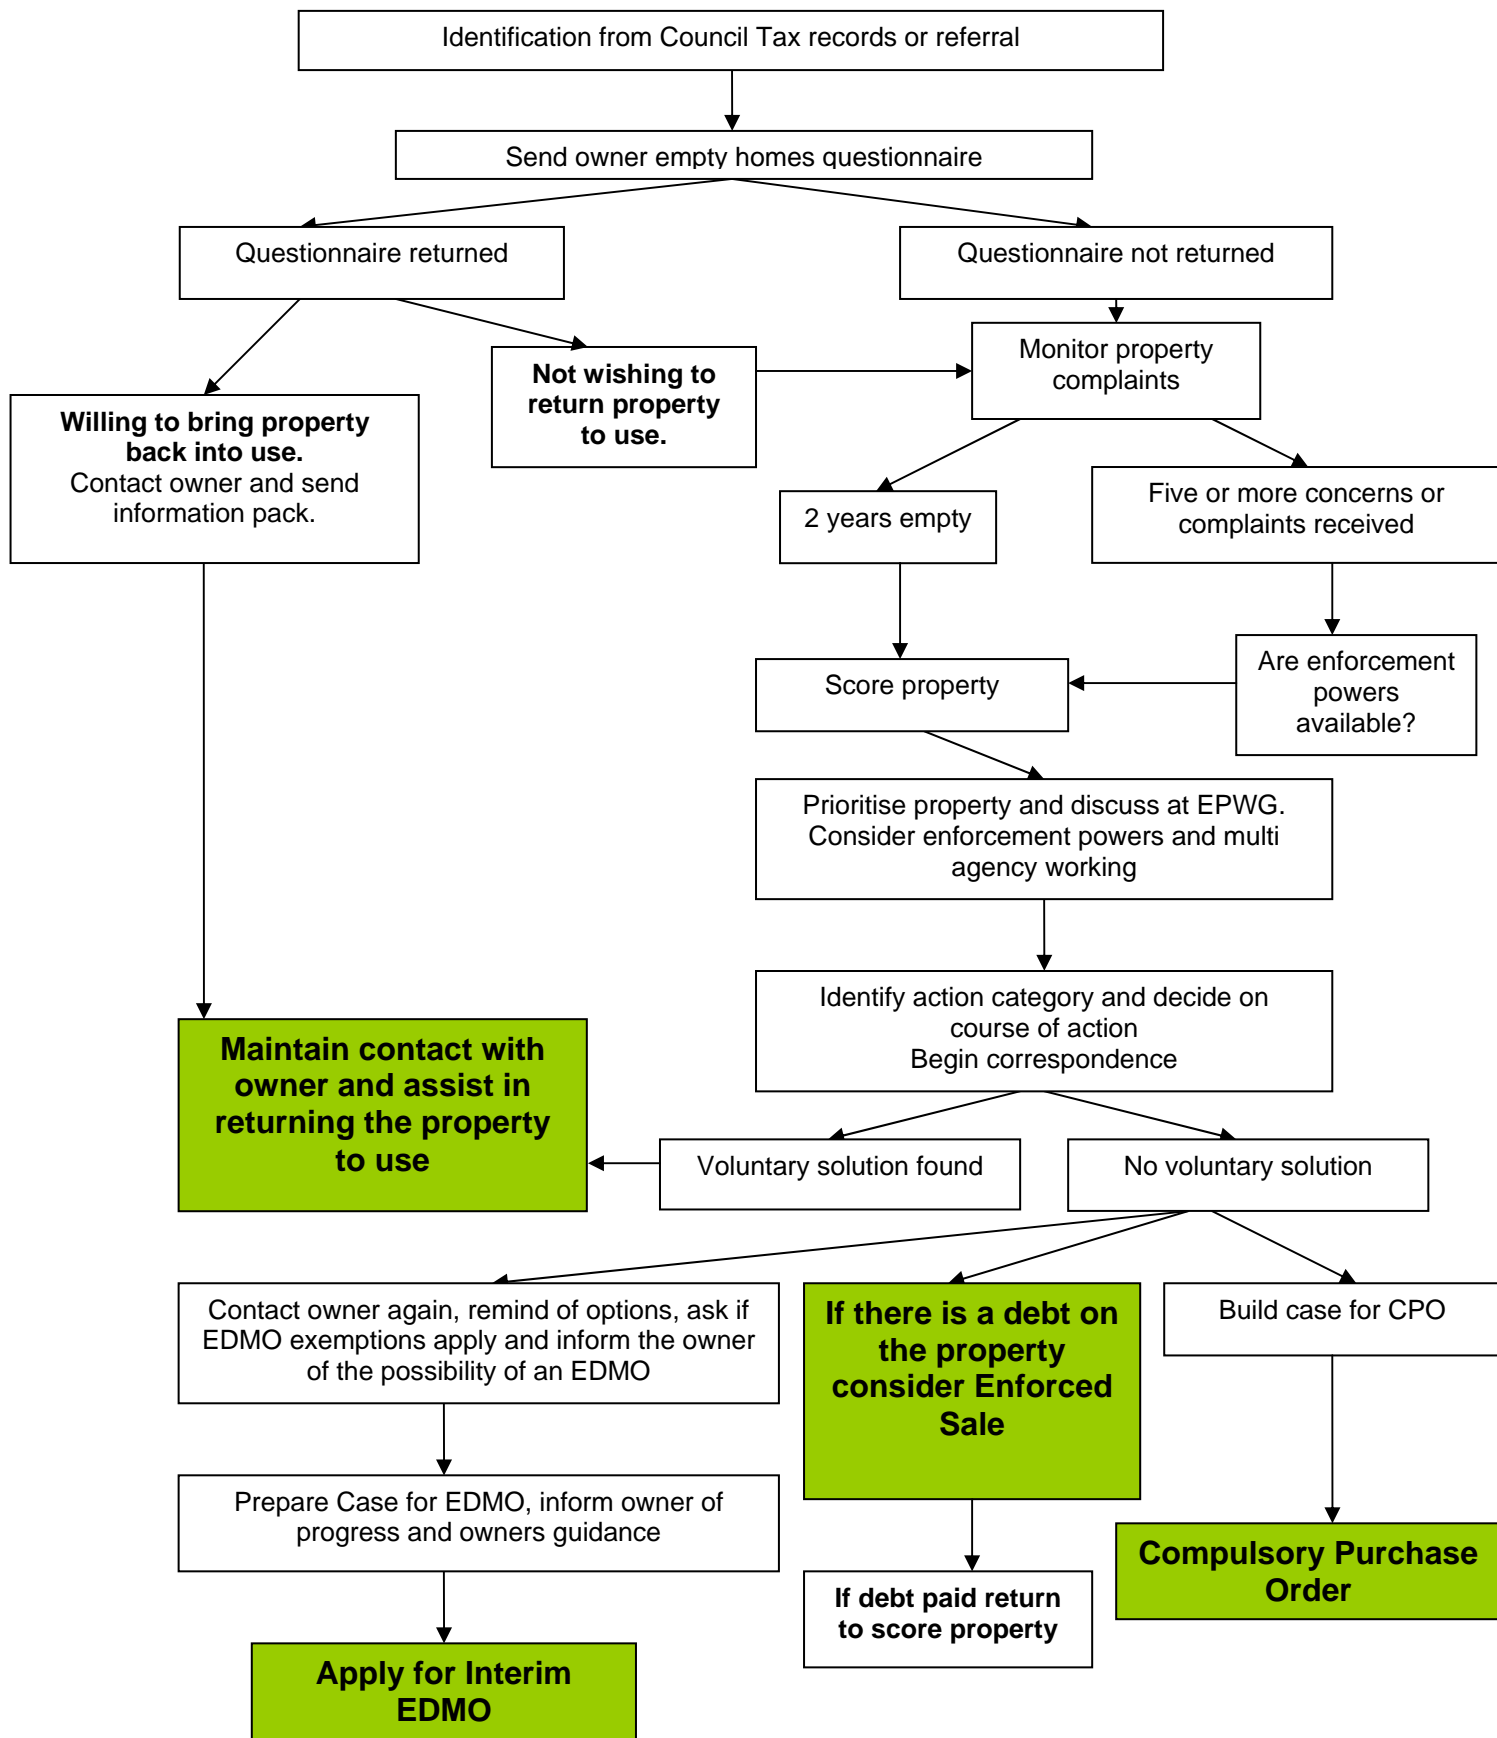 Identification from Council Tax records or referral
Send owner empty homes questionnaire
Questionnaire returned
Questionnaire not returned
Monitor property
complaints
Not wishing to
return property
to use.
Willing to bring property
back into use.
Contact owner and send
information pack.
2 years empty
Five or more concerns or
complaints received
Score property
Are enforcement
powers
available?
Prioritise property and discuss at EPWG.
Consider enforcement powers and multi
agency working
Identify action category and decide on
course of action
Begin correspondence
Maintain contact with
owner and assist in
returning the property
to use
Voluntary solution found
No voluntary solution
Contact owner again, remind of options, ask if
EDMO exemptions apply and inform the owner
of the possibility of an EDMO
If there is a debt on
the property
consider Enforced
Sale
Build case for CPO
Prepare Case for EDMO, inform owner of
progress and owners guidance
Compulsory Purchase
Order
If debt paid return
to score property
Apply for Interim
EDMO